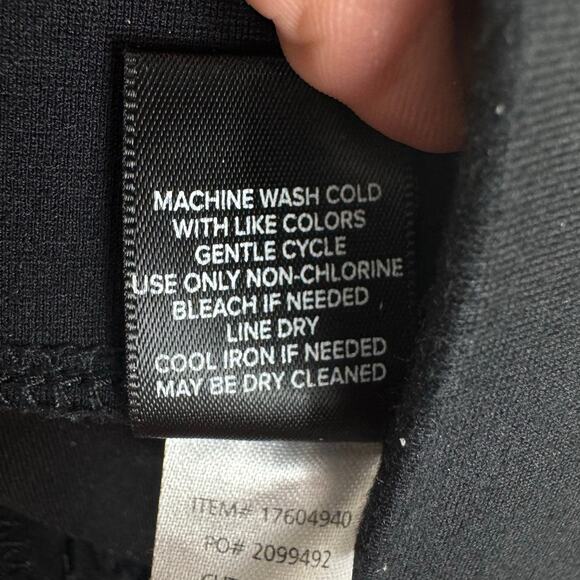 MACHINE WASH COLD
WITH LIKE COLORS
GENTLE CYCLE
USE ONLY NON-CHLORINE
BLEACH IF NEEDED
LINE DRY
COOL IRON IF NEEDED
MAY BE DRY CLEANED
ITEM# 17604940
PO# 2099492